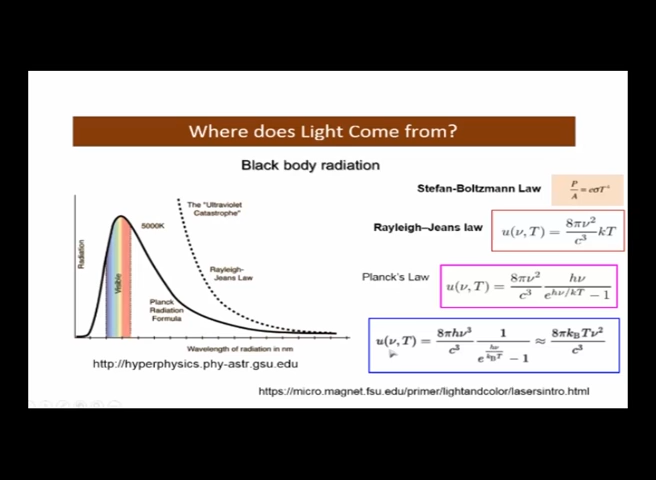 Where does Light Come from?
Black body radiation
Stefan-Boltzmann Law
P/A = eσT⁴
Rayleigh–Jeans law
u(ν, T) = 8πν²/c³ kT
Planck's Law
u(ν, T) = 8πν²/c³ hν/(e^(hν/kT) − 1)
u(ν, T) = 8πhν³/c³ 1/(e^(hν/k_BT) − 1) ≈ 8πk_BTν²/c³
The "Ultraviolet
Catastrophe"
5000K
Radiation
Visible
Rayleigh-
Jeans Law
Planck
Radiation
Formula
Wavelength of radiation in nm
http://hyperphysics.phy-astr.gsu.edu
https://micro.magnet.fsu.edu/primer/lightandcolor/lasersintro.html